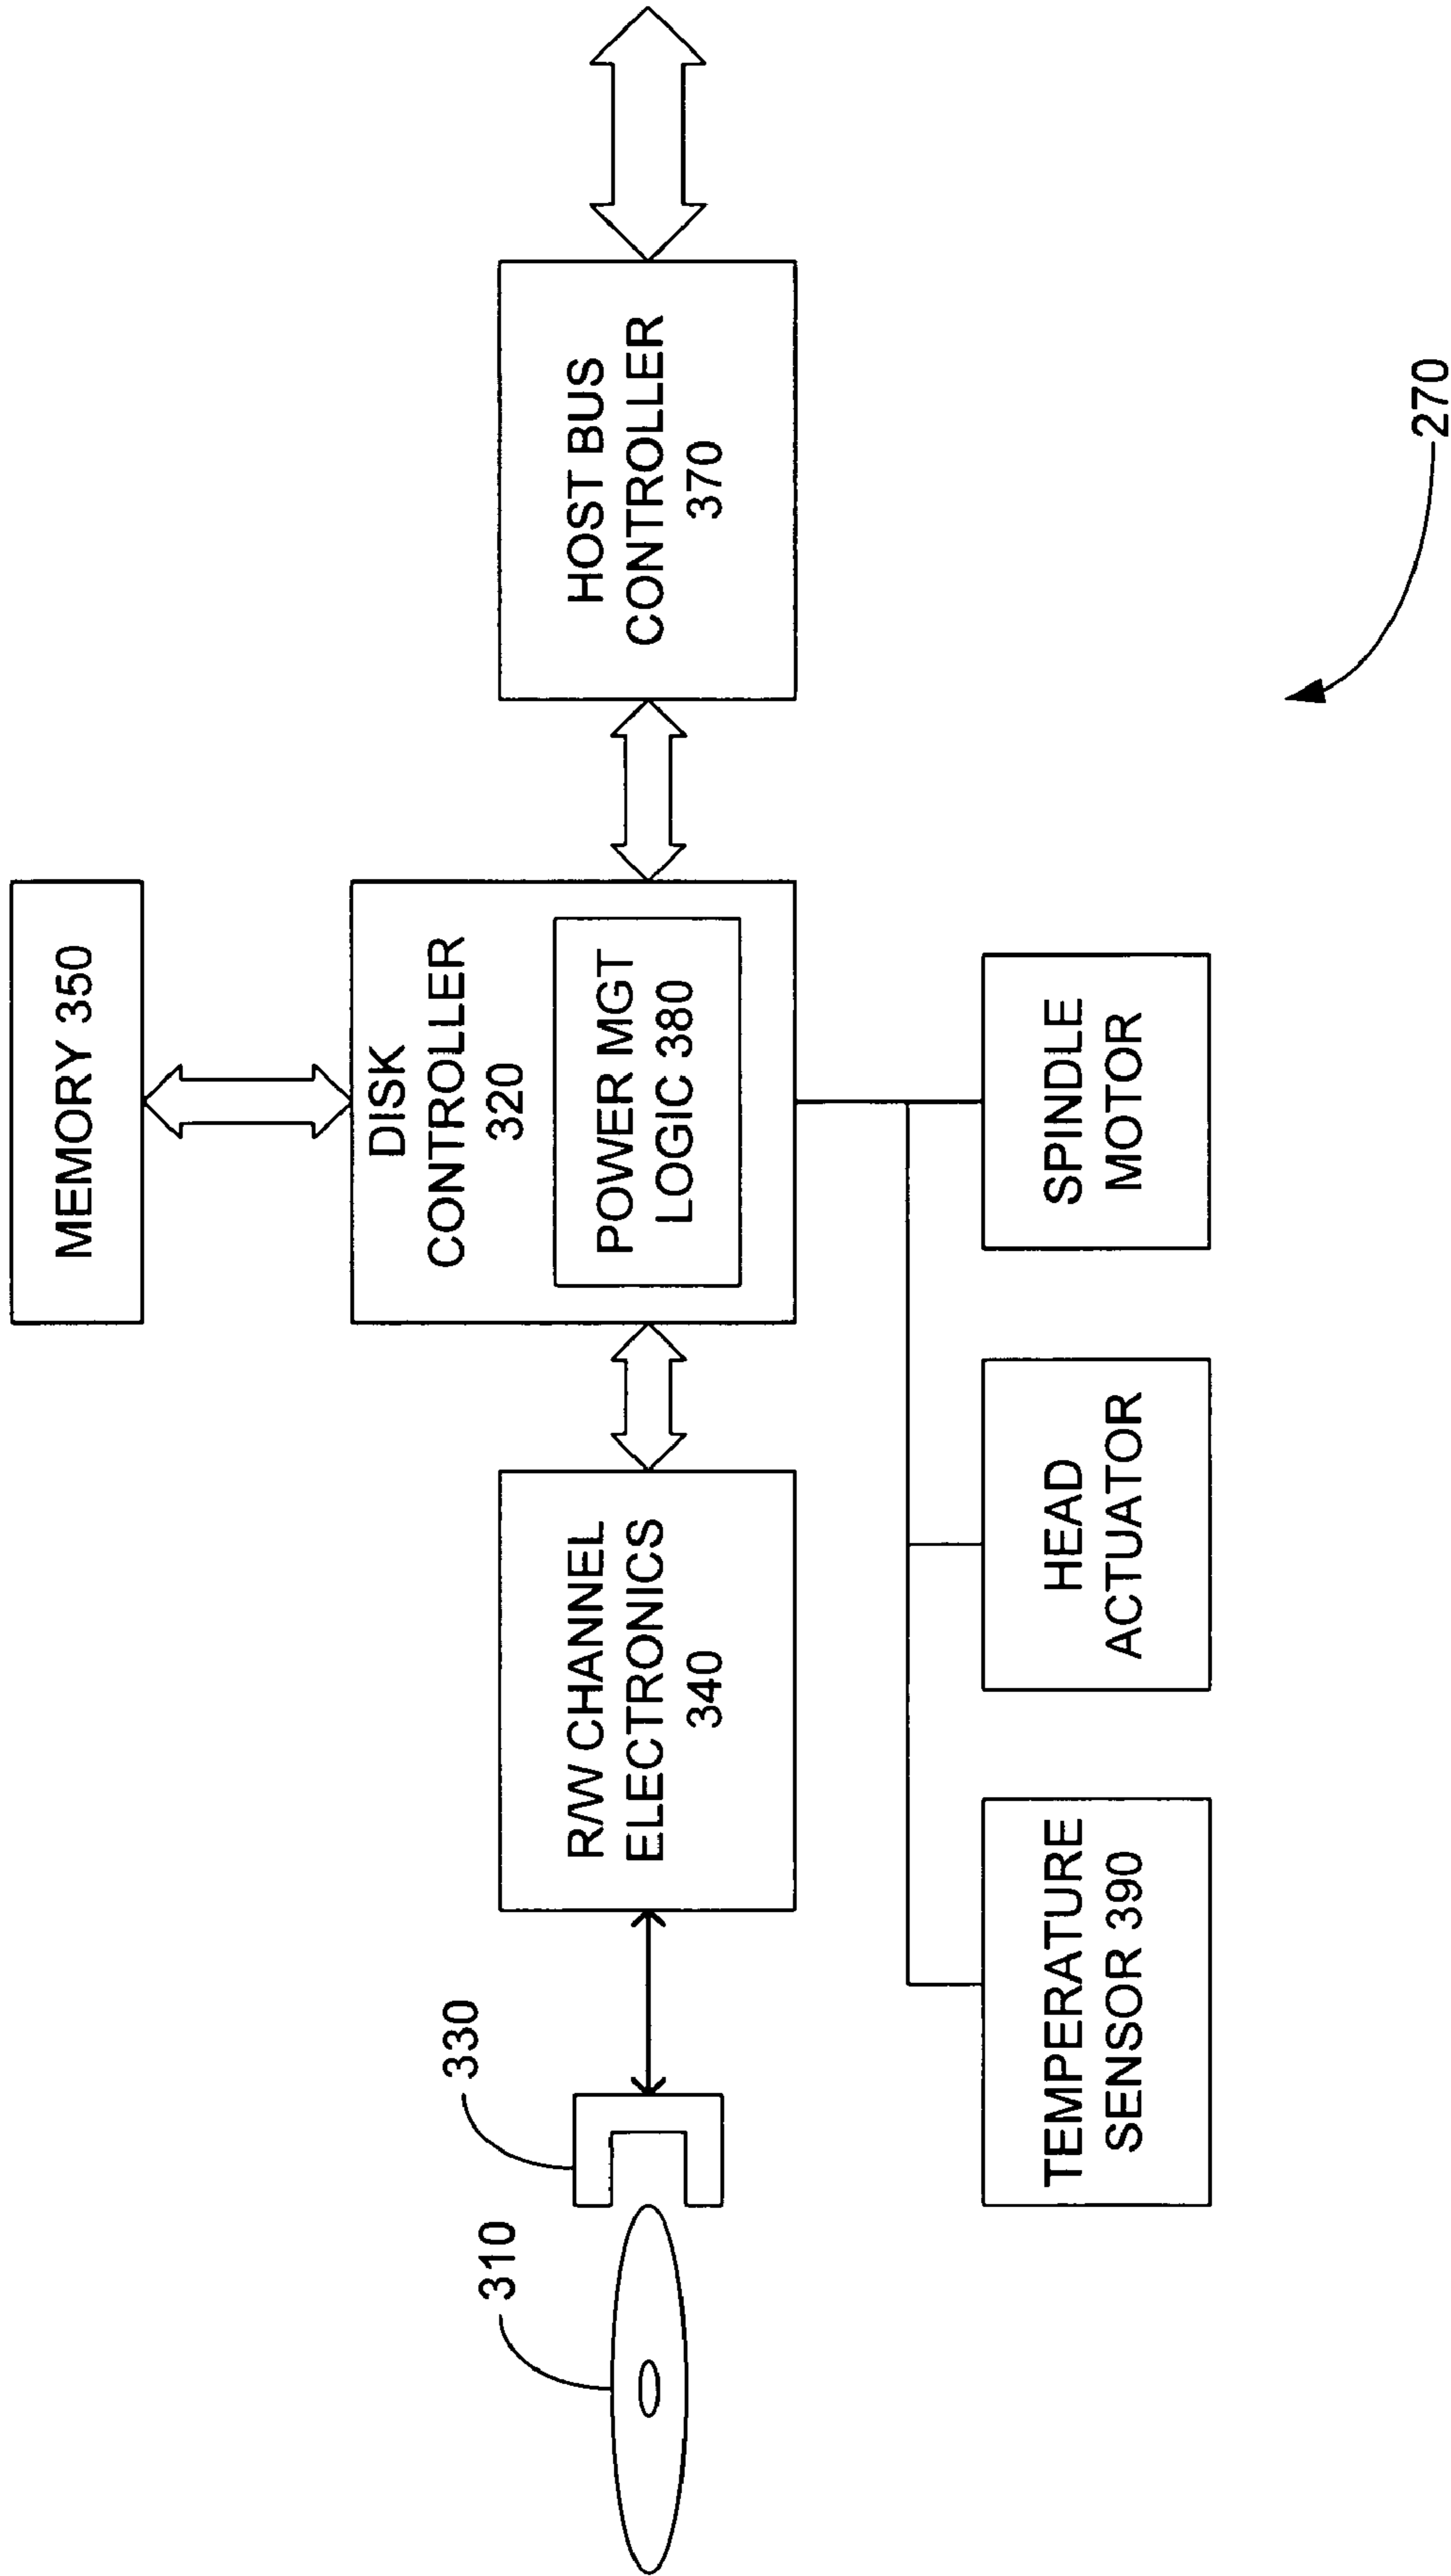 MEMORY 350
DISK
CONTROLLER
320
POWER MGT
LOGIC 380
310
330
R/W CHANNEL
ELECTRONICS
340
HOST BUS
CONTROLLER
370
TEMPERATURE
SENSOR 390
HEAD
ACTUATOR
SPINDLE
MOTOR
270